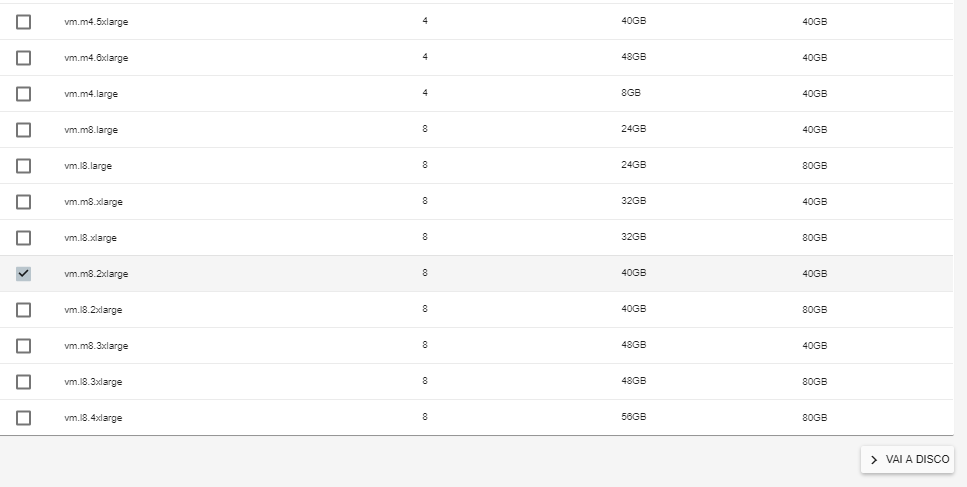 vm.m4.5xlarge 4 40GB 40GB
vm.m4.6xlarge 4 48GB 40GB
vm.m4.large 4 8GB 40GB
vm.m8.large 8 24GB 40GB
vm.l8.large 8 24GB 80GB
vm.m8.xlarge 8 32GB 40GB
vm.l8.xlarge 8 32GB 80GB
vm.m8.2xlarge 8 40GB 40GB
vm.l8.2xlarge 8 40GB 80GB
vm.m8.3xlarge 8 48GB 40GB
vm.l8.3xlarge 8 48GB 80GB
vm.l8.4xlarge 8 56GB 80GB
VAI A DISCO